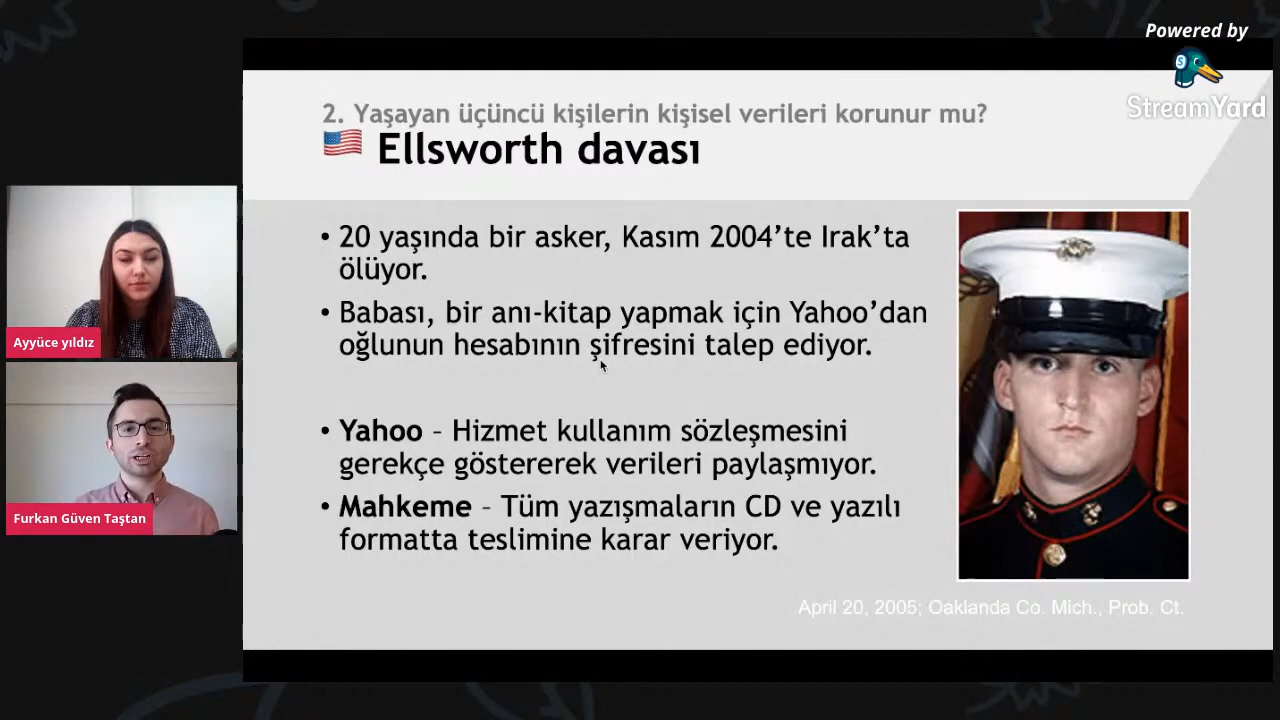 Powered by
StreamYard
2. Yaşayan üçüncü kişilerin kişisel verileri korunur mu?
Ellsworth davası
• 20 yaşında bir asker, Kasım 2004’te Irak’ta
ölüyor.
• Babası, bir anı-kitap yapmak için Yahoo’dan
oğlunun hesabının şifresini talep ediyor.
• Yahoo – Hizmet kullanım sözleşmesini
gerekçe göstererek verileri paylaşmıyor.
• Mahkeme – Tüm yazışmaların CD ve yazılı
formatta teslimine karar veriyor.
April 20, 2005; Oaklanda Co. Mich., Prob. Ct.
Ayyüce yıldız
Furkan Güven Taştan